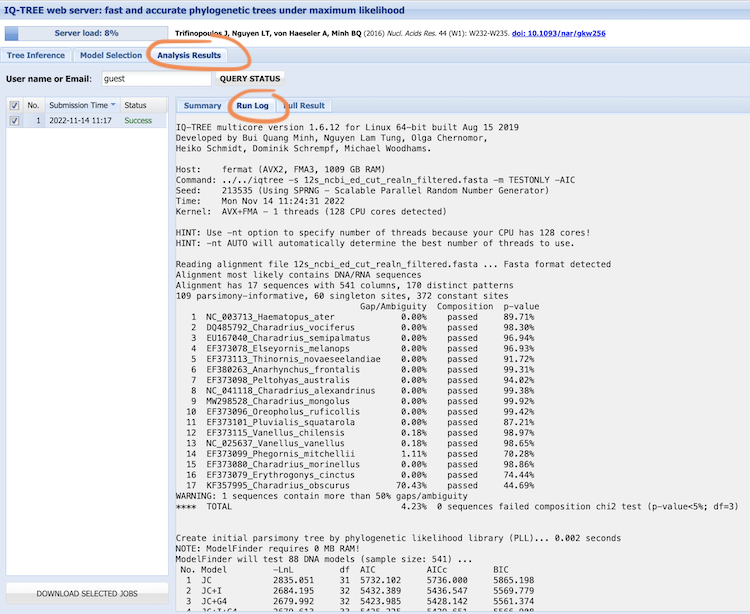 IQ-TREE web server: fast and accurate phylogenetic trees under maximum likelihood
Server load: 8%
Trifinopoulos J, Nguyen LT, von Haeseler A, Minh BQ (2016) Nucl. Acids Res. 44 (W1): W232-W235. doi: 10.1093/nar/gkw256
Tree Inference Model Selection Analysis Results
User name or Email: guest QUERY STATUS
No. Submission Time Status
1 2022-11-14 11:17 Success
Summary Run Log Full Result
IQ-TREE multicore version 1.6.12 for Linux 64-bit built Aug 15 2019
Developed by Bui Quang Minh, Nguyen Lam Tung, Olga Chernomor,
Heiko Schmidt, Dominik Schrempf, Michael Woodhams.
Host: fermat (AVX2, FMA3, 1009 GB RAM)
Command: ../../iqtree -s 12s_ncbi_ed_cut_realn_filtered.fasta -m TESTONLY -AIC
Seed: 213535 (Using SPRNG - Scalable Parallel Random Number Generator)
Time: Mon Nov 14 11:24:31 2022
Kernel: AVX+FMA - 1 threads (128 CPU cores detected)
HINT: Use -nt option to specify number of threads because your CPU has 128 cores!
HINT: -nt AUTO will automatically determine the best number of threads to use.
Reading alignment file 12s_ncbi_ed_cut_realn_filtered.fasta ... Fasta format detected
Alignment most likely contains DNA/RNA sequences
Alignment has 17 sequences with 541 columns, 170 distinct patterns
109 parsimony-informative, 60 singleton sites, 372 constant sites
Gap/Ambiguity Composition p-value
1 NC_003713_Haematopus_ater 0.00% passed 89.71%
2 DQ485792_Charadrius_vociferus 0.00% passed 98.30%
3 EU167040_Charadrius_semipalmatus 0.00% passed 96.94%
4 EF373078_Elseyornis_melanops 0.00% passed 96.93%
5 EF373113_Thinornis_novaeseelandiae 0.00% passed 91.72%
6 EF380263_Anarhynchus_frontalis 0.00% passed 99.31%
7 EF373098_Peltohyas_australis 0.00% passed 94.02%
8 NC_041118_Charadrius_alexandrinus 0.00% passed 99.38%
9 MW298528_Charadrius_mongolus 0.00% passed 99.92%
10 EF373096_Oreopholus_ruficollis 0.00% passed 99.42%
11 EF373101_Pluvialis_squatarola 0.00% passed 87.21%
12 EF373115_Vanellus_chilensis 0.18% passed 98.97%
13 NC_025637_Vanellus_vanellus 0.18% passed 98.65%
14 EF373099_Phegornis_mitchellii 1.11% passed 70.28%
15 EF373080_Charadrius_morinellus 0.00% passed 98.86%
16 EF373079_Erythrogonys_cinctus 0.00% passed 74.44%
17 KF357995_Charadrius_obscurus 70.43% passed 44.69%
WARNING: 1 sequences contain more than 50% gaps/ambiguity
**** TOTAL 4.23% 0 sequences failed composition chi2 test (p-value<5%; df=3)
Create initial parsimony tree by phylogenetic likelihood library (PLL)... 0.002 seconds
NOTE: ModelFinder requires 0 MB RAM!
ModelFinder will test 88 DNA models (sample size: 541) ...
No. Model -LnL df AIC AICc BIC
1 JC 2835.051 31 5732.102 5736.000 5865.198
2 JC+I 2684.195 32 5432.389 5436.547 5569.779
3 JC+G4 2679.992 32 5423.985 5428.142 5561.374
DOWNLOAD SELECTED JOBS